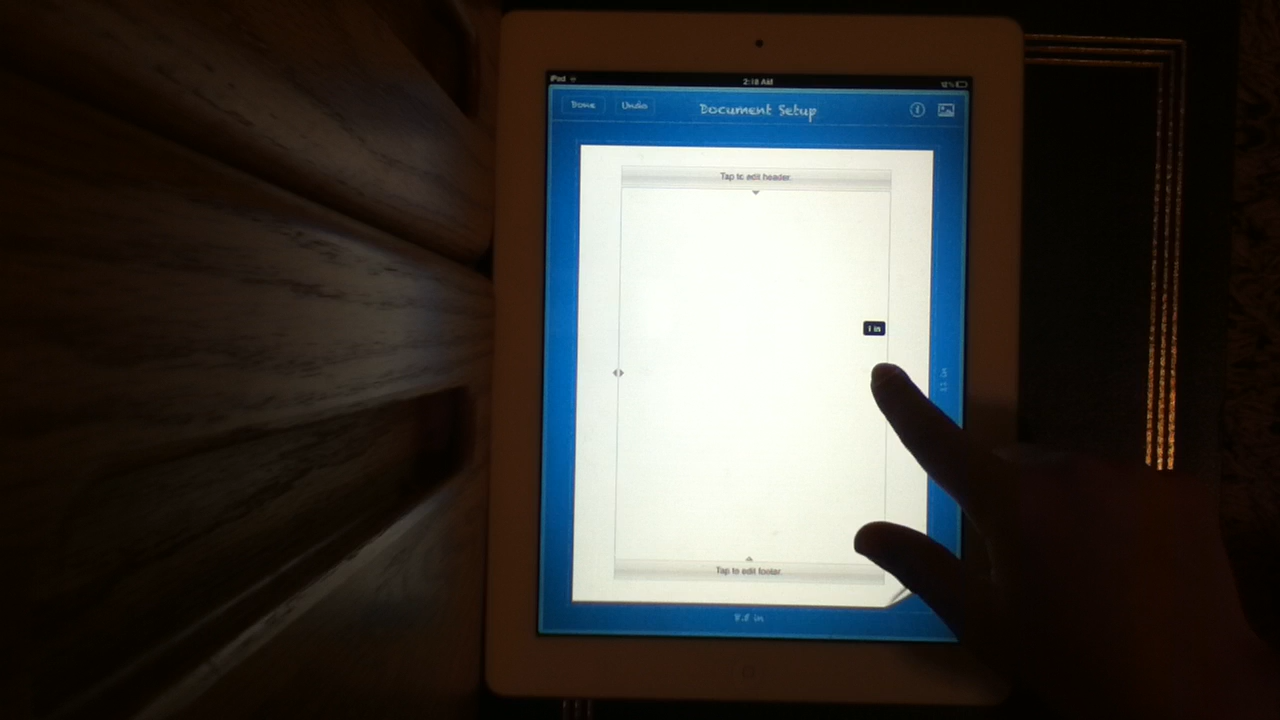 iPad
2:18 AM
Done
Undo
Document Setup
Tap to edit header.
1 in
11 in
Tap to edit footer.
8.5 in